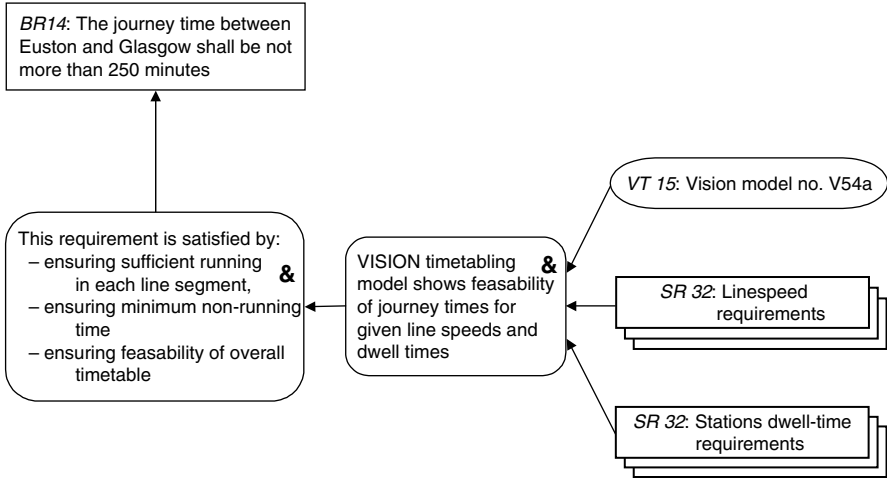 BR14: The journey time between
Euston and Glasgow shall be not
more than 250 minutes
This requirement is satisfied by:
– ensuring sufficient running
in each line segment,
&
– ensuring minimum non-running
time
– ensuring feasability of overall
timetable
VISION timetabling
&
model shows feasability
of journey times for
given line speeds and
dwell times
VT 15: Vision model no. V54a
SR 32: Linespeed
requirements
SR 32: Stations dwell-time
requirements